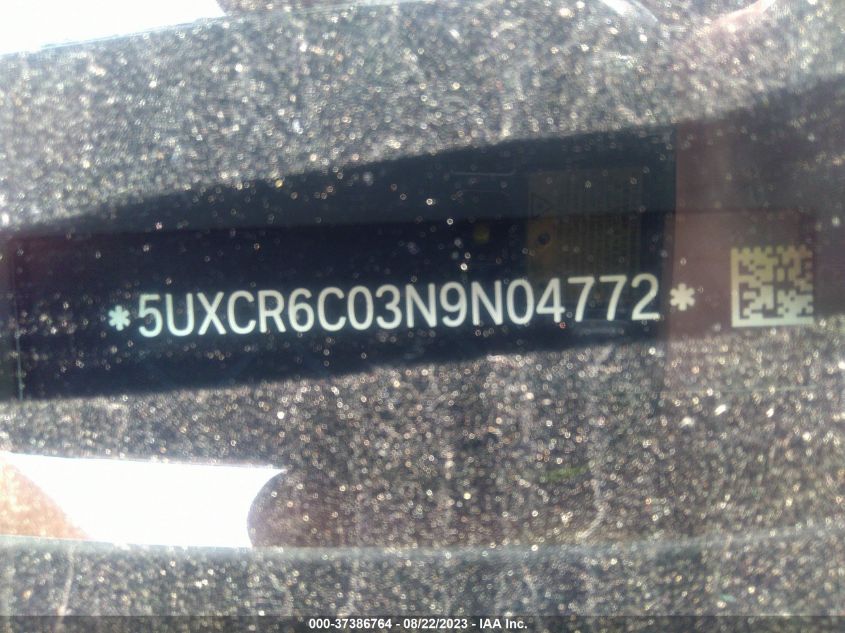 *5UXCR6C03N9N04772*
000-37386764 - 08/22/2023 - IAA Inc.